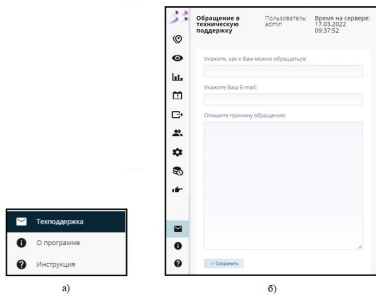 Обращение в
техническую
поддержку
Пользователь:
admin
Время на сервере:
17.03.2022
09:37:52
Укажите, как к Вам можно обращаться:
Укажите Ваш E-mail:
Опишите причину обращения:
Сохранить
Техподдержка
О программе
Инструкция
а)
б)